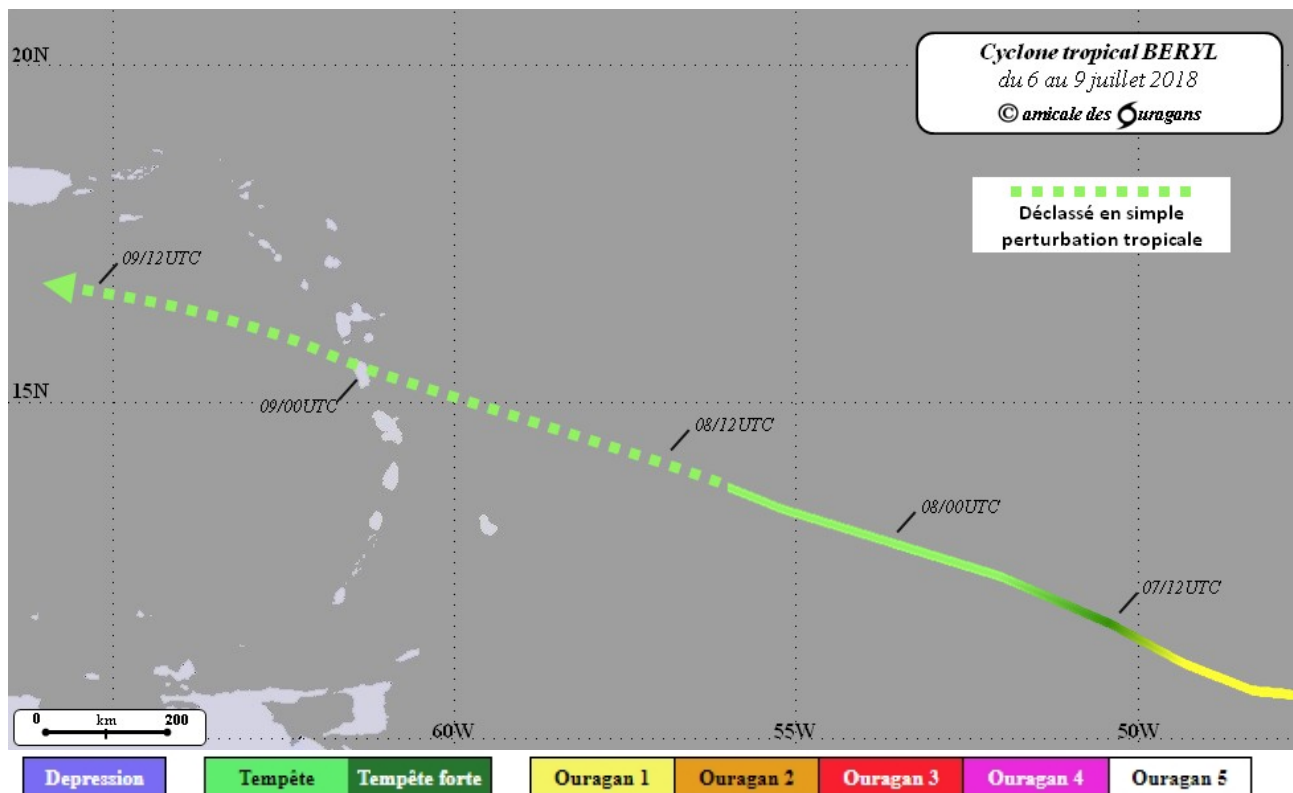 20N
Cyclone tropical BERYL
du 6 au 9 juillet 2018
© amicale des Ouragans
Déclassé en simple
perturbation tropicale
09/12UTC
15N
09/00UTC
08/12UTC
08/00UTC
07/12UTC
0 km 200
60W 55W 50W
Depression Tempête Tempête forte Ouragan 1 Ouragan 2 Ouragan 3 Ouragan 4 Ouragan 5